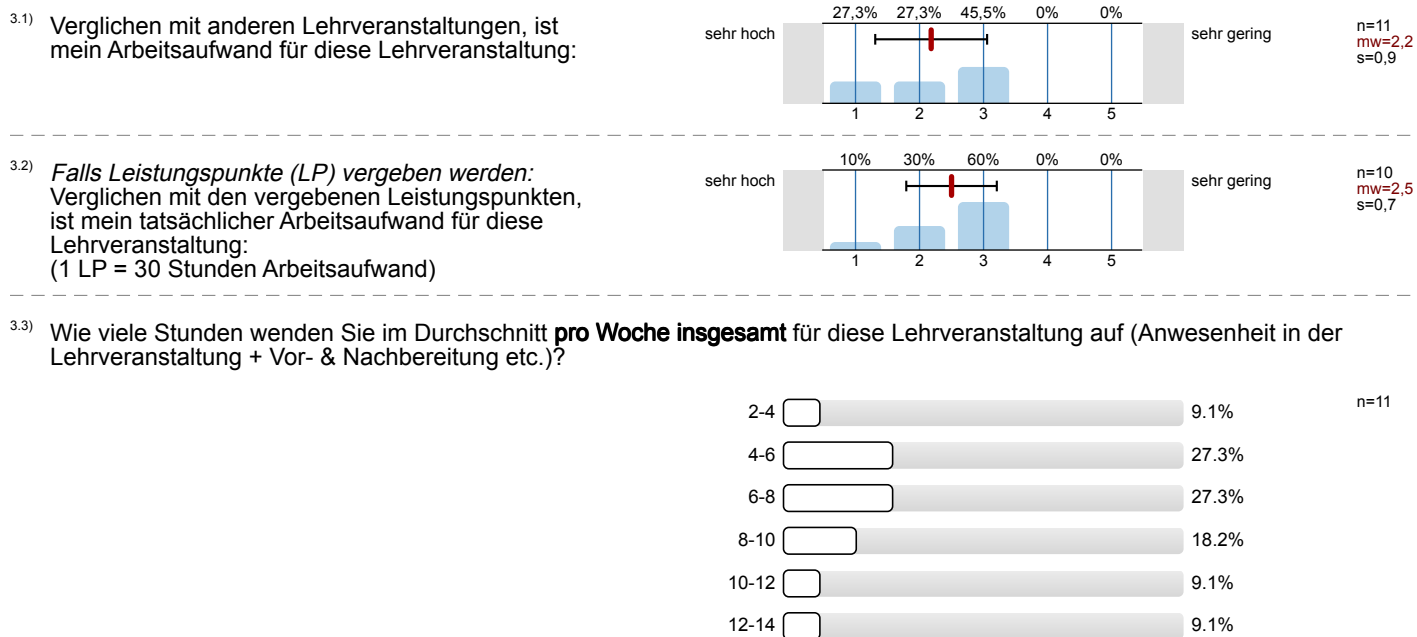 3.1) Verglichen mit anderen Lehrveranstaltungen, ist
mein Arbeitsaufwand für diese Lehrveranstaltung:
27,3% 27,3% 45,5% 0% 0%
sehr hoch sehr gering
1 2 3 4 5
n=11
mw=2,2
s=0,9
3.2) Falls Leistungspunkte (LP) vergeben werden:
Verglichen mit den vergebenen Leistungspunkten,
ist mein tatsächlicher Arbeitsaufwand für diese
Lehrveranstaltung:
(1 LP = 30 Stunden Arbeitsaufwand)
10% 30% 60% 0% 0%
sehr hoch sehr gering
1 2 3 4 5
n=10
mw=2,5
s=0,7
3.3) Wie viele Stunden wenden Sie im Durchschnitt pro Woche insgesamt für diese Lehrveranstaltung auf (Anwesenheit in der
Lehrveranstaltung + Vor- & Nachbereitung etc.)?
n=11
2-4 9.1%
4-6 27.3%
6-8 27.3%
8-10 18.2%
10-12 9.1%
12-14 9.1%